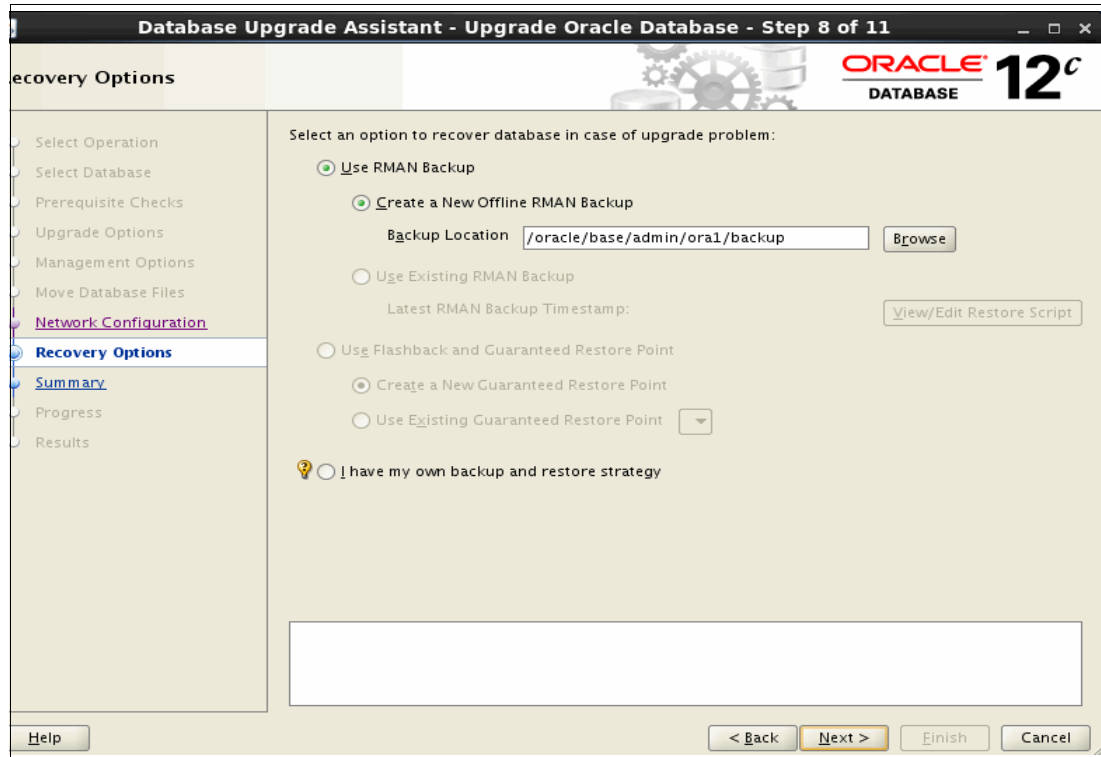 Database Upgrade Assistant - Upgrade Oracle Database - Step 8 of 11
ecovery Options
ORACLE
DATABASE
12c
Select Operation
Select Database
Prerequisite Checks
Upgrade Options
Management Options
Move Database Files
Network Configuration
Recovery Options
Summary
Progress
Results
Select an option to recover database in case of upgrade problem:
Use RMAN Backup
Create a New Offline RMAN Backup
Backup Location /oracle/base/admin/ora1/backup Browse
Use Existing RMAN Backup
Latest RMAN Backup Timestamp: View/Edit Restore Script
Use Flashback and Guaranteed Restore Point
Create a New Guaranteed Restore Point
Use Existing Guaranteed Restore Point
I have my own backup and restore strategy
Help < Back Next > Finish Cancel